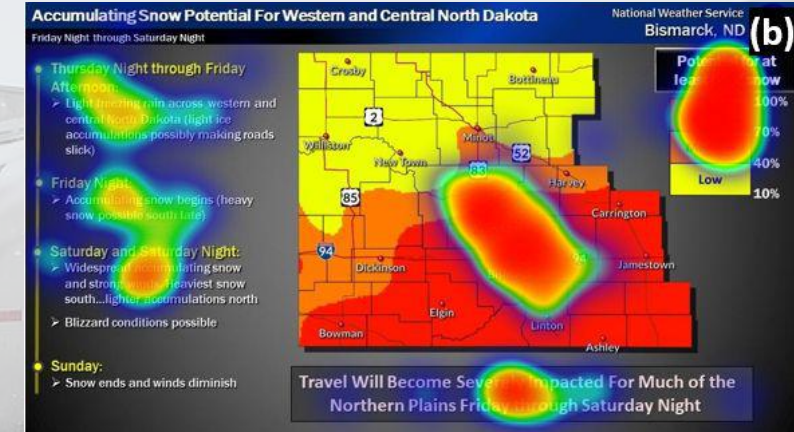 Accumulating Snow Potential For Western and Central North Dakota
Friday Night through Saturday Night
National Weather Service
Bismarck, ND
(b)
Thursday Night through Friday
Afternoon:
➢ Light freezing rain across western and
central North Dakota (light ice
accumulations possibly making roads
slick)
Friday Night:
➢ Accumulating snow begins (heavy
snow possible south late)
Saturday and Saturday Night:
➢ Widespread accumulating snow
and strong Heaviest snow
south...lighter accumulations north
➢ Blizzard conditions possible
Sunday:
➢ Snow ends and winds diminish
Crosby
Bottineau
2
Williston
Minot
New Town
52
83
Harvey
85
Carrington
94
Dickinson
94
Jamestown
Elgin
Bowman
Linton
Ashley
at
snow
100%
70%
40%
Low
10%
Travel Will Become Severely Impacted For Much of the
Northern Plains Friday through Saturday Night